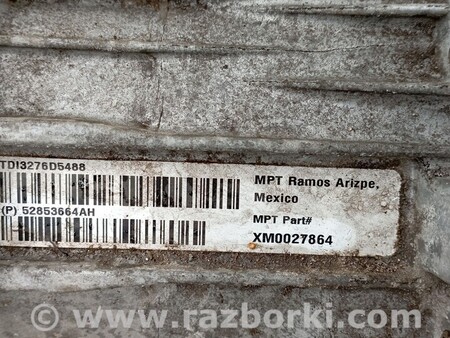 TDI3276D5488
(P) 52853664AH
MPT Ramos Arizpe,
Mexico
MPT Part#
XM0027864
www.razborki.com